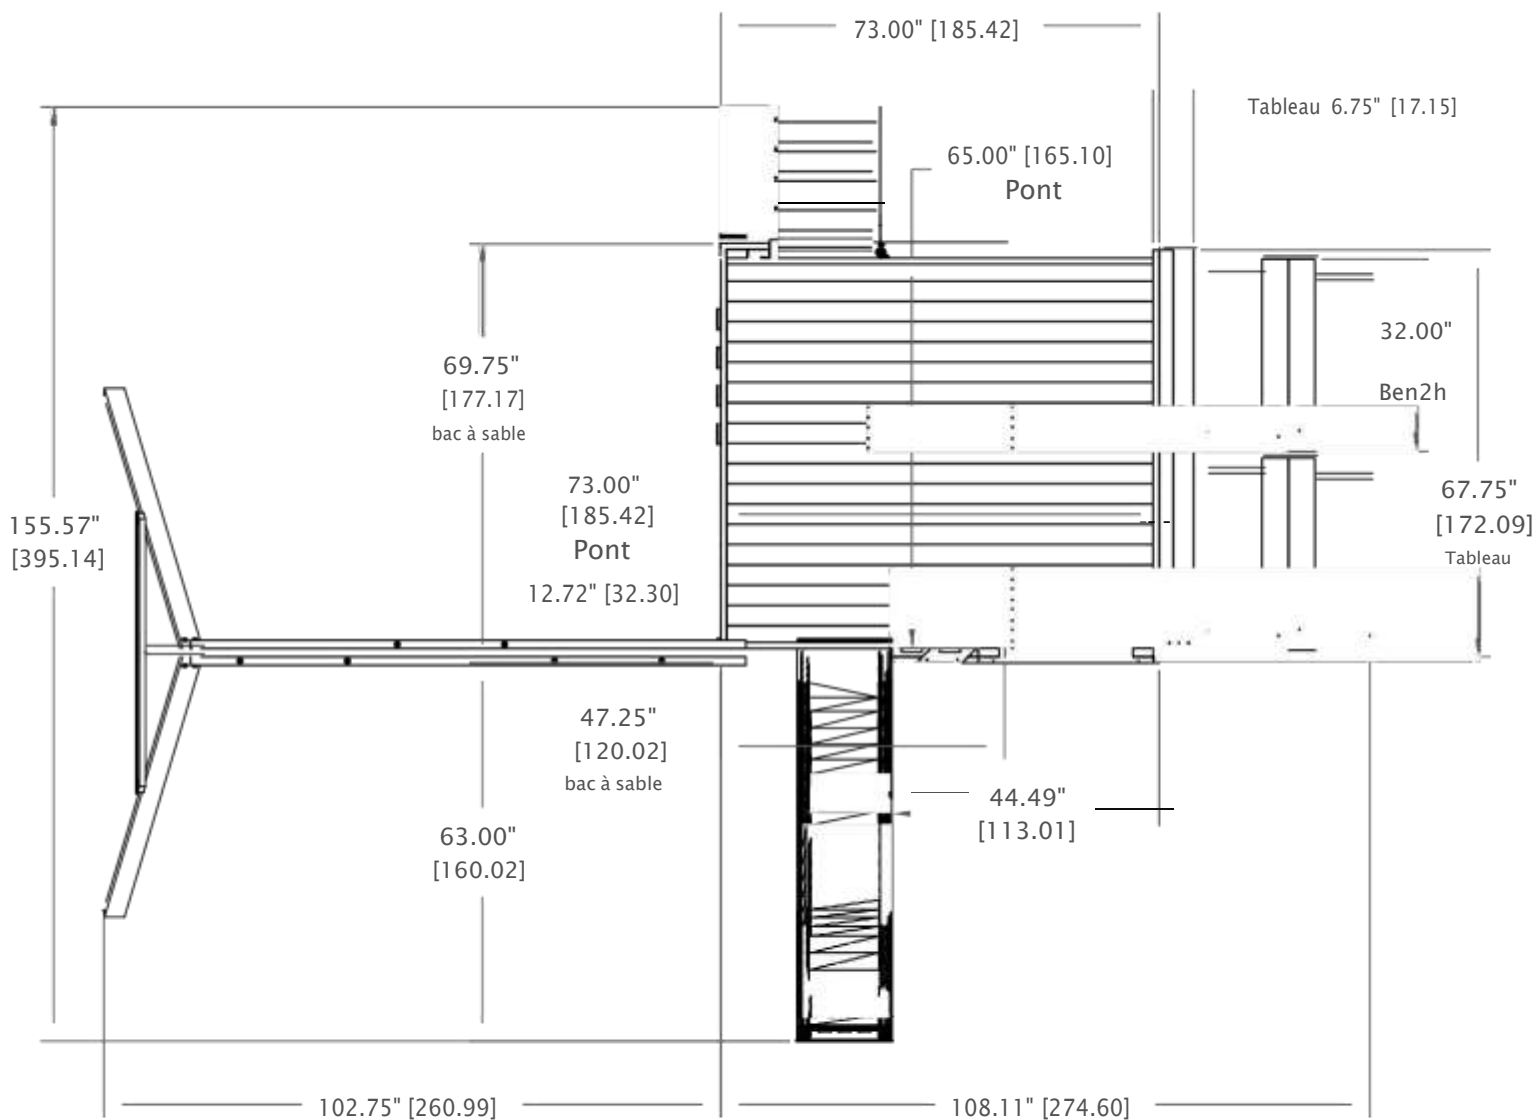 73.00" [185.42]
Tableau 6.75" [17.15]
65.00" [165.10]
Pont
32.00"
Ben2h
69.75"
[177.17]
bac à sable
73.00"
[185.42]
Pont
12.72" [32.30]
155.57"
[395.14]
67.75"
[172.09]
Tableau
47.25"
[120.02]
bac à sable
44.49"
[113.01]
63.00"
[160.02]
102.75" [260.99]
108.11" [274.60]